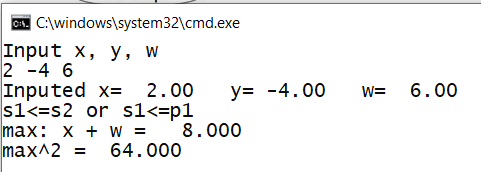 C:\windows\system32\cmd.exe
Input x, y, w
2 -4 6
Inputed x=  2.00   y= -4.00   w=  6.00
s1<=s2 or s1<=p1
max: x + w =   8.000
max^2 =  64.000